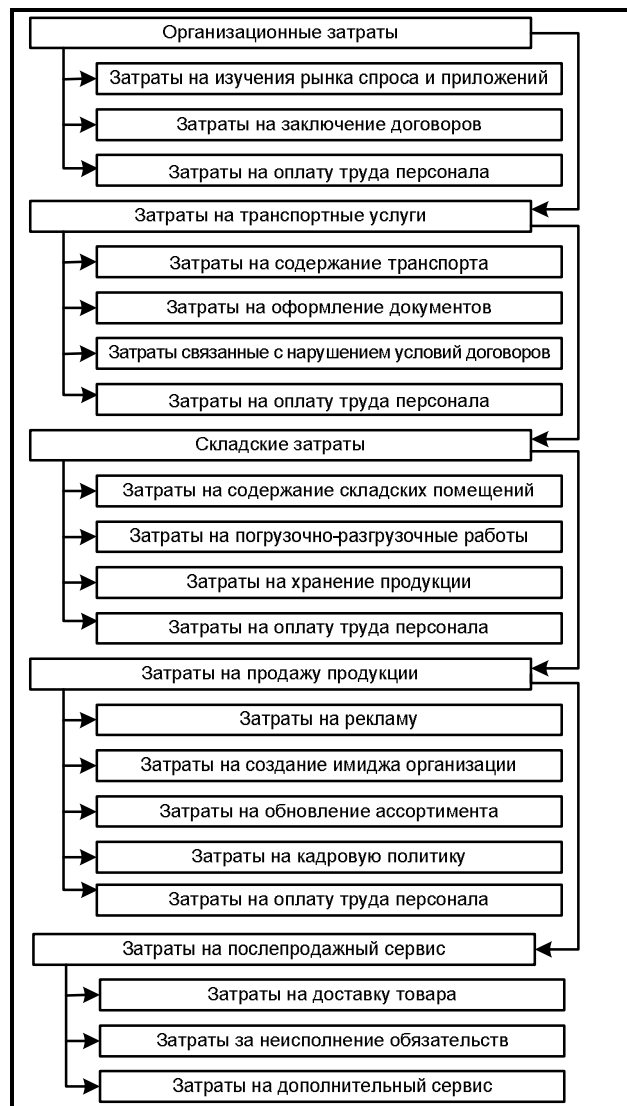 Организационные затраты
Затраты на изучения рынка спроса и приложений
Затраты на заключение договоров
Затраты на оплату труда персонала
Затраты на транспортные услуги
Затраты на содержание транспорта
Затраты на оформление документов
Затраты связанные с нарушением условий договоров
Затраты на оплату труда персонала
Складские затраты
Затраты на содержание складских помещений
Затраты на погрузочно-разгрузочные работы
Затраты на хранение продукции
Затраты на оплату труда персонала
Затраты на продажу продукции
Затраты на рекламу
Затраты на создание имиджа организации
Затраты на обновление ассортимента
Затраты на кадровую политику
Затраты на оплату труда персонала
Затраты на послепродажный сервис
Затраты на доставку товара
Затраты за неисполнение обязательств
Затраты на дополнительный сервис